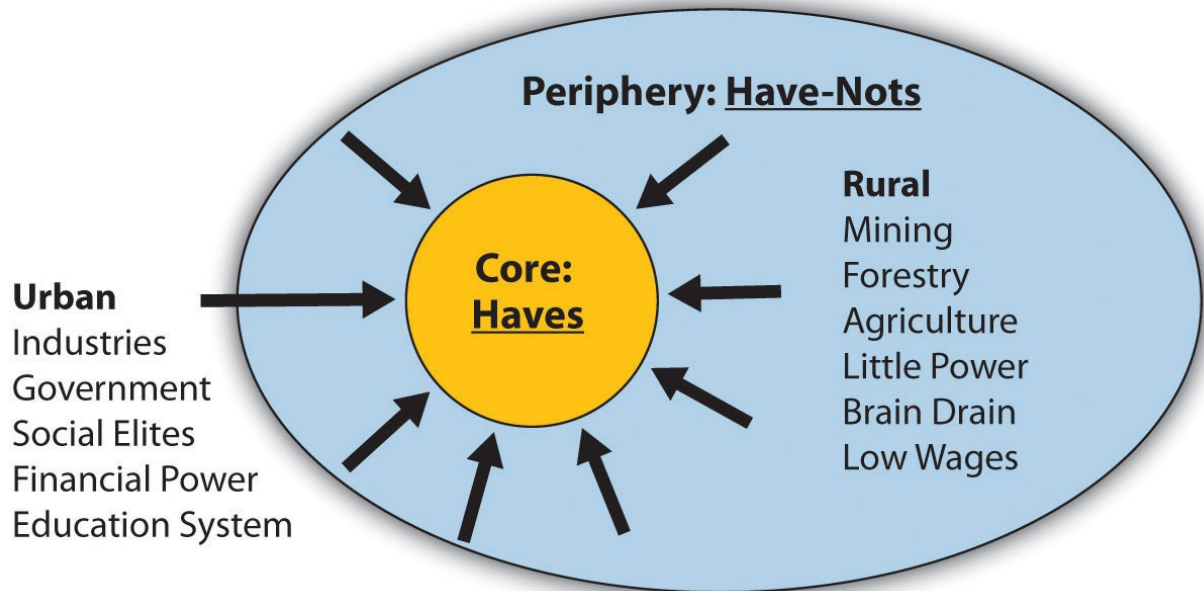 Periphery: Have-Nots
Core:
Haves
Urban
Industries
Government
Social Elites
Financial Power
Education System
Rural
Mining
Forestry
Agriculture
Little Power
Brain Drain
Low Wages